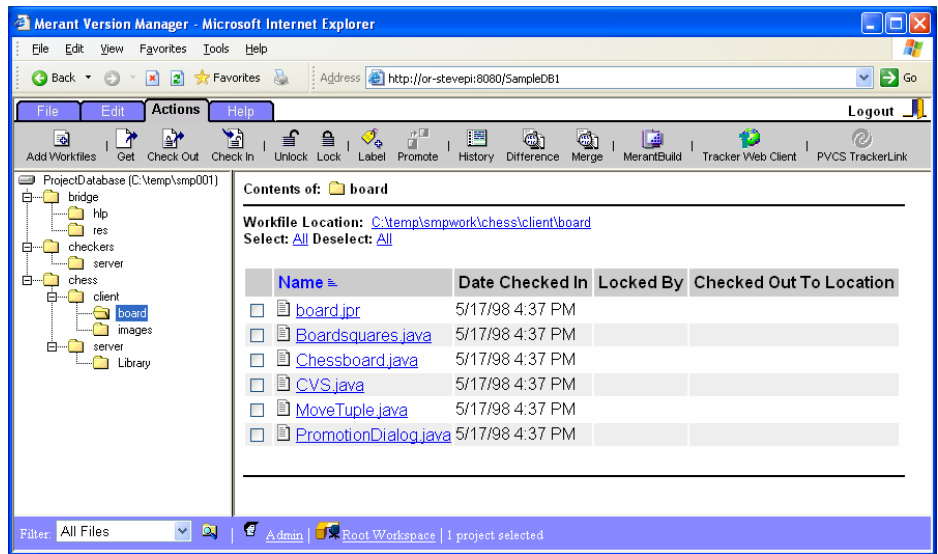 Merant Version Manager - Microsoft Internet Explorer
File Edit View Favorites Tools Help
Back Favorites Address http://or-stevepi:8080/SampleDB1 Go
File Edit Actions Help Logout
Add Workfiles Get Check Out Check In Unlock Lock Label Promote History Difference Merge MerantBuild Tracker Web Client PVCS TrackerLink
ProjectDatabase (C:\temp\smp001)
bridge
hlp
res
checkers
server
chess
client
board
images
server
Library
Contents of: board
Workfile Location: C:\temp\smpwork\chess\client\board
Select: All Deselect: All
Name Date Checked In Locked By Checked Out To Location
board.jpr 5/17/98 4:37 PM
Boardsquares.java 5/17/98 4:37 PM
Chessboard.java 5/17/98 4:37 PM
CVS.java 5/17/98 4:37 PM
MoveTuple.java 5/17/98 4:37 PM
PromotionDialog.java 5/17/98 4:37 PM
Filter: All Files | Admin | Root Workspace | 1 project selected